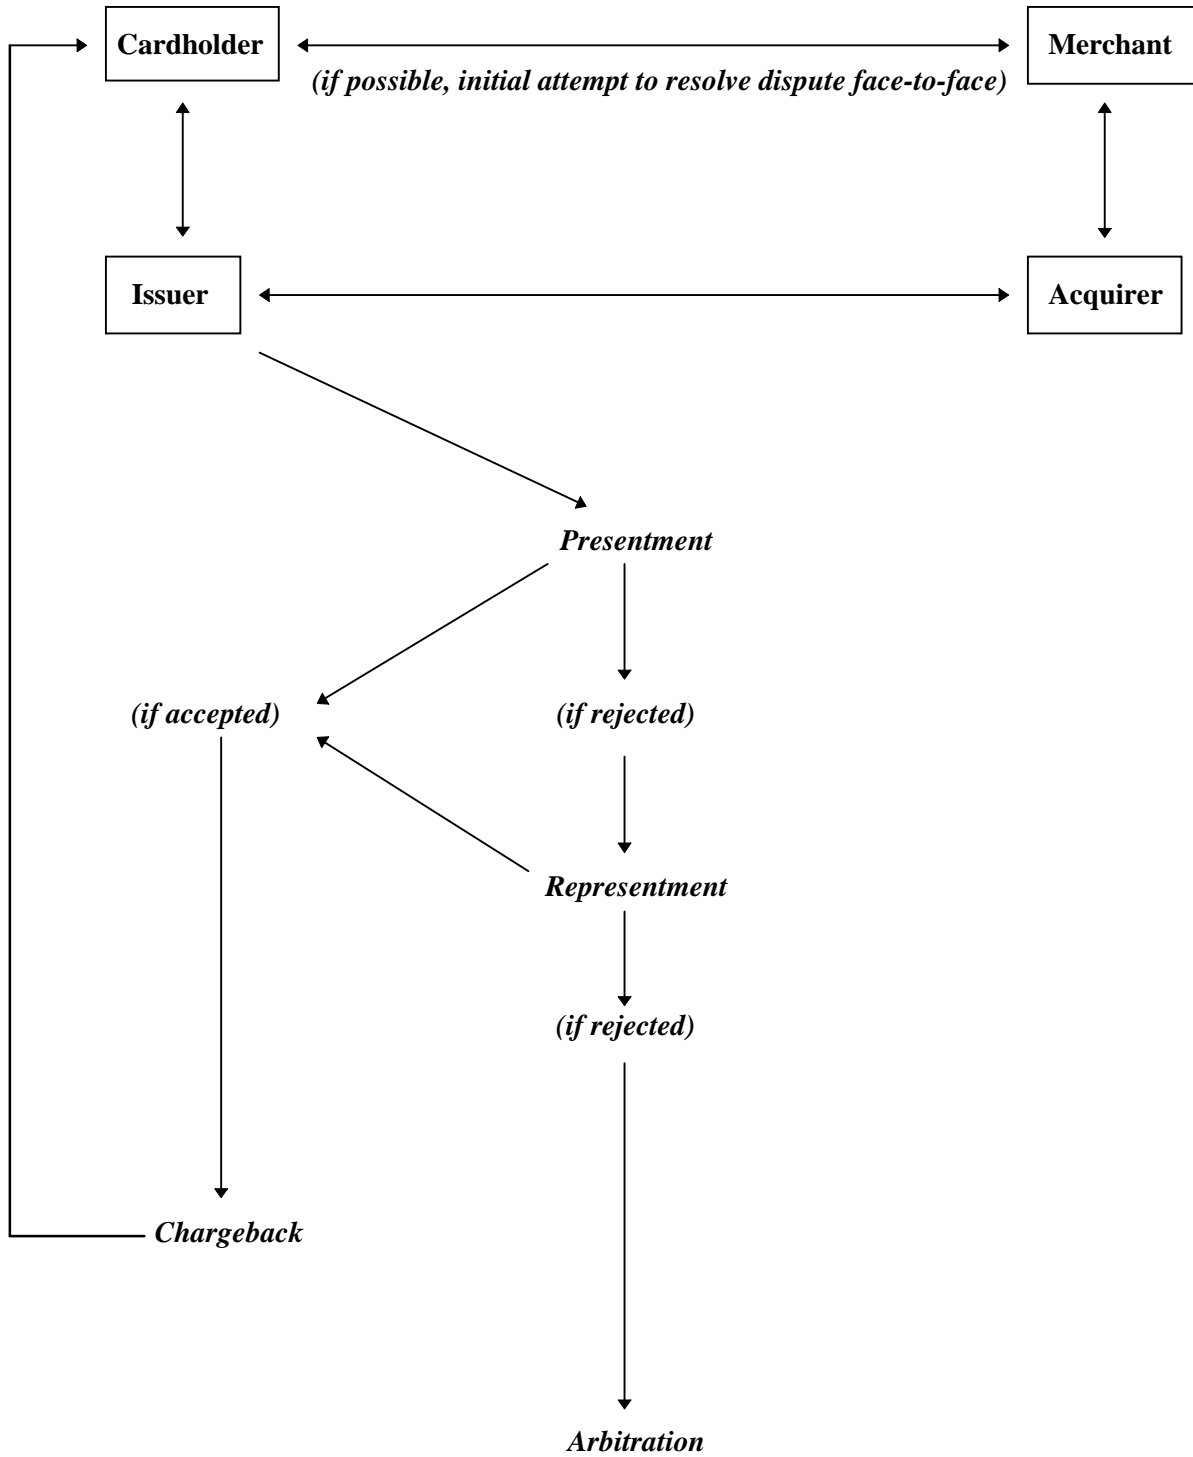 Cardholder
Merchant
(if possible, initial attempt to resolve dispute face-to-face)
Issuer
Acquirer
Presentment
(if accepted)
(if rejected)
Representment
(if rejected)
Chargeback
Arbitration